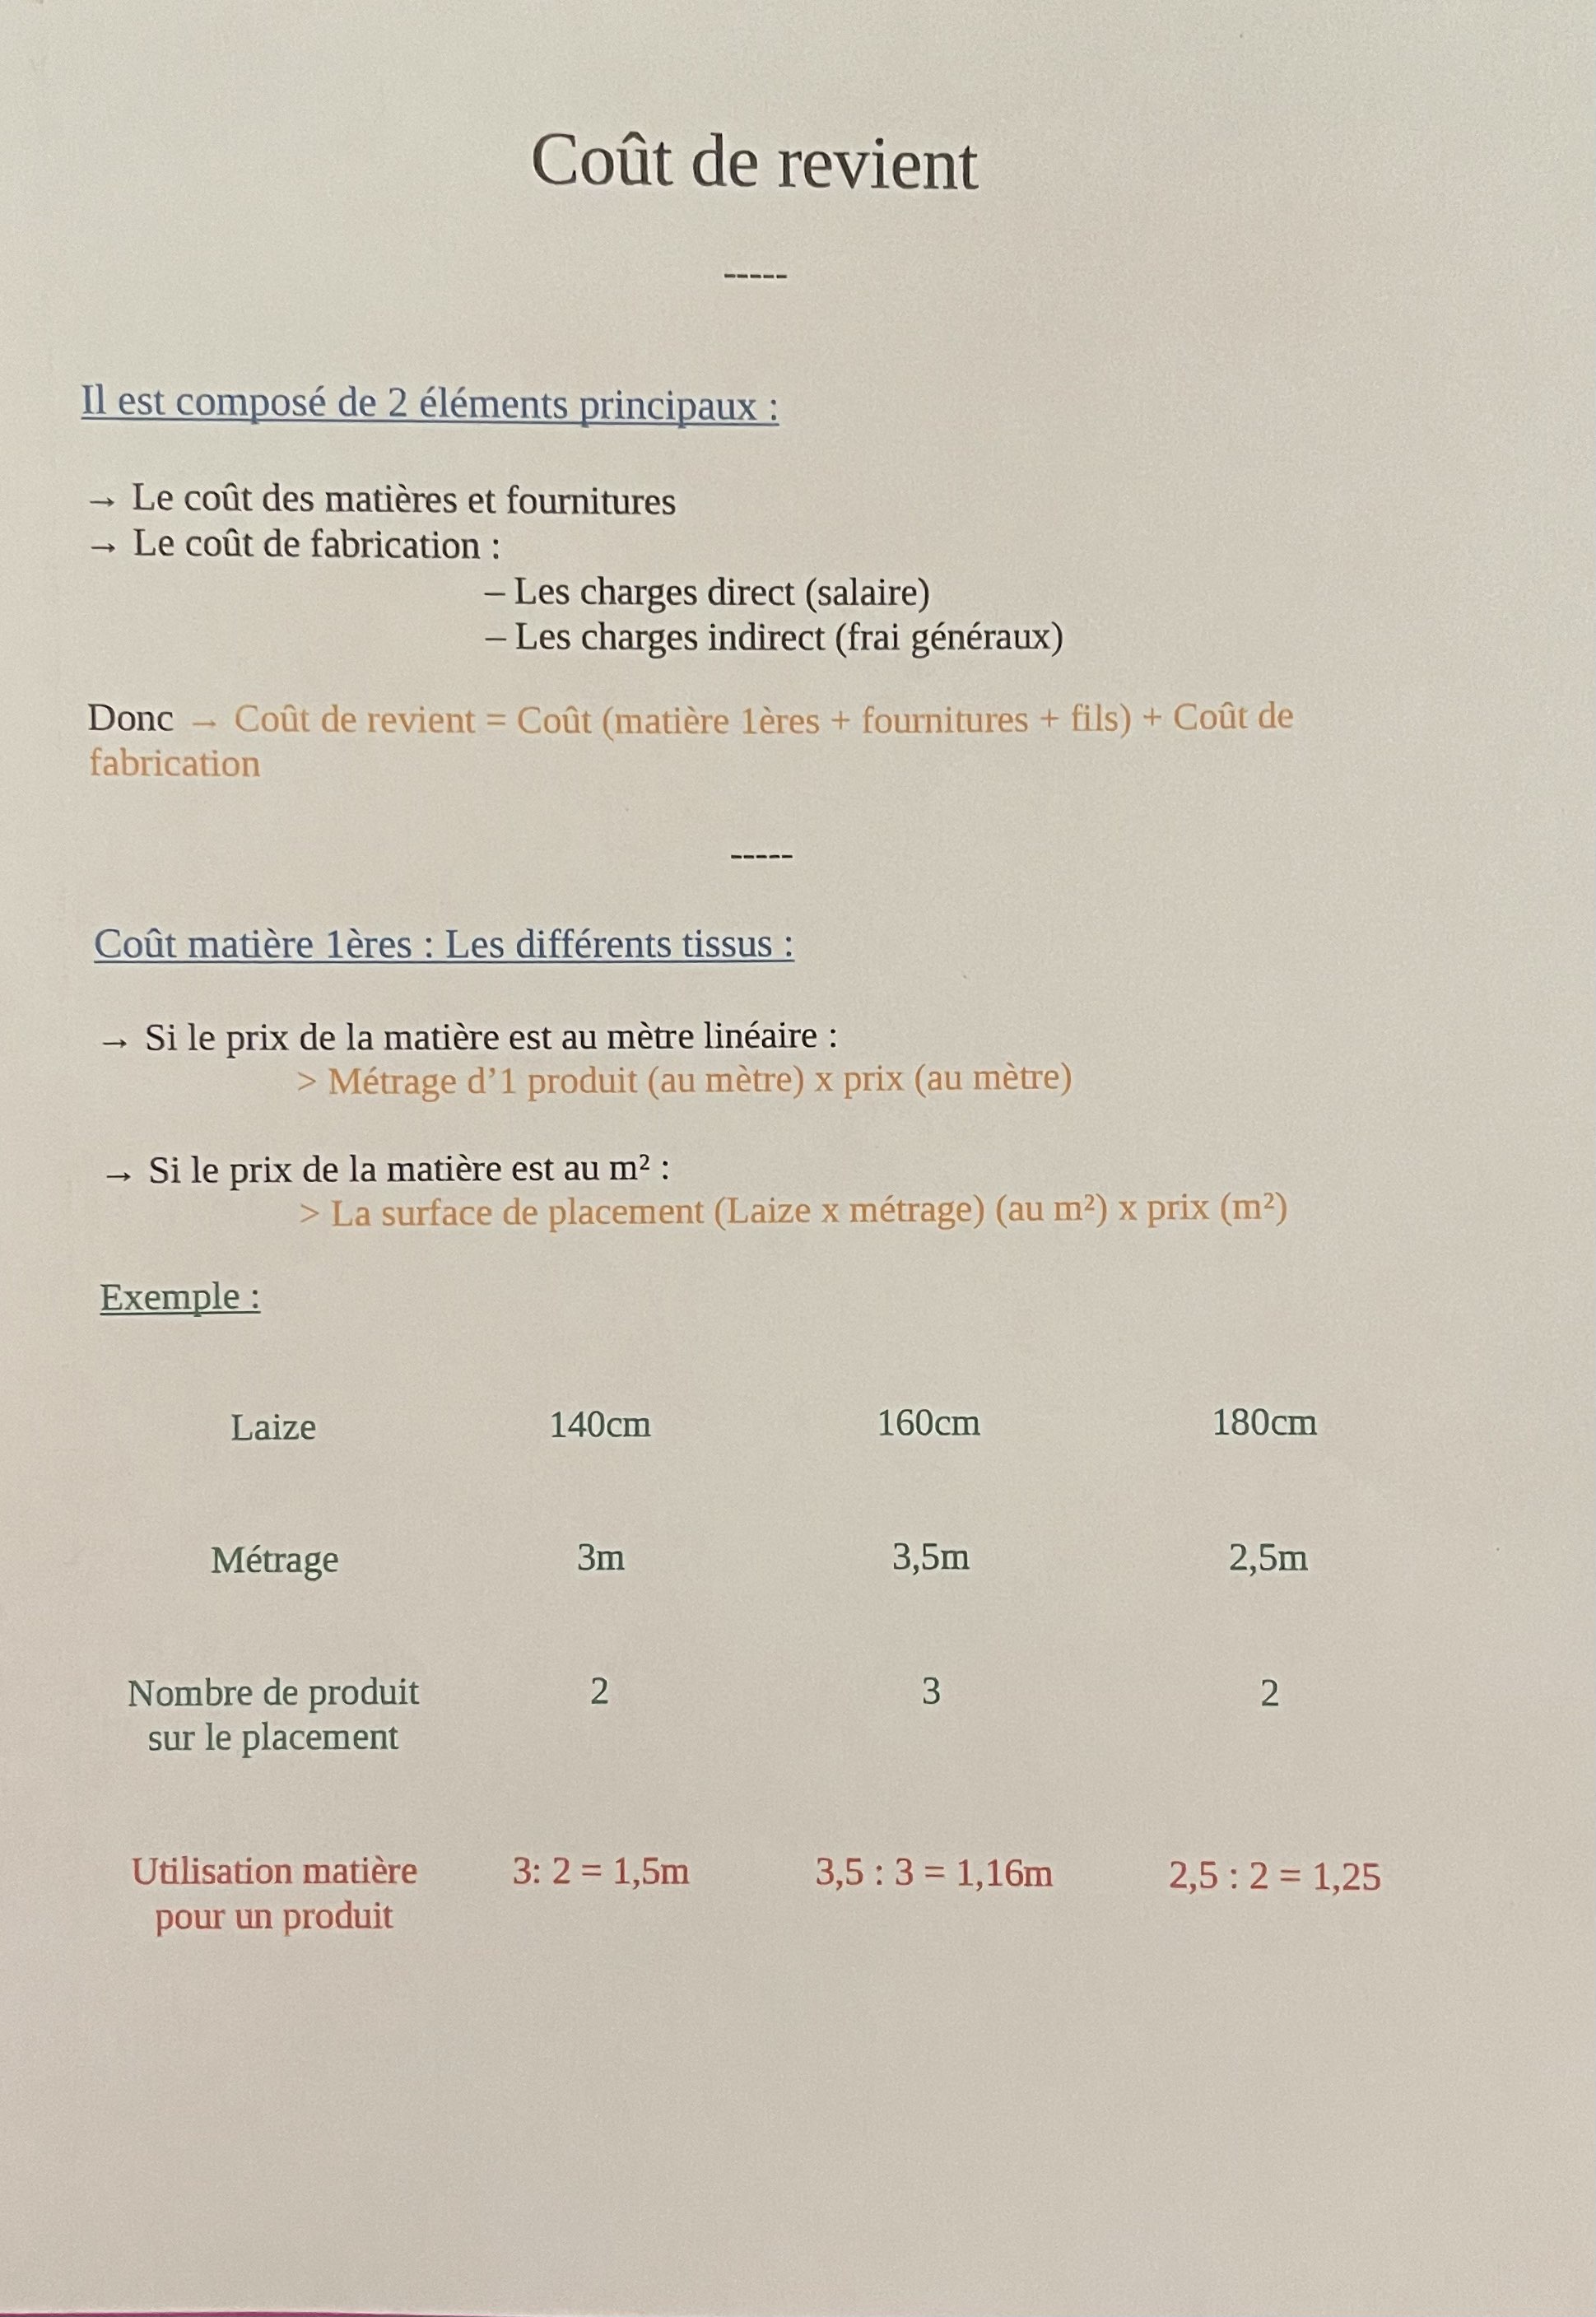 Coût de revient
-----
Il est composé de 2 éléments principaux :
→ Le coût des matières et fournitures
→ Le coût de fabrication :
– Les charges direct (salaire)
– Les charges indirect (frai généraux)
Donc → Coût de revient = Coût (matière 1ères + fournitures + fils) + Coût de
fabrication
-----
Coût matière 1ères : Les différents tissus :
→ Si le prix de la matière est au mètre linéaire :
> Métrage d’1 produit (au mètre) x prix (au mètre)
→ Si le prix de la matière est au m² :
> La surface de placement (Laize x métrage) (au m²) x prix (m²)
Exemple :
Laize 140cm 160cm 180cm
Métrage 3m 3,5m 2,5m
Nombre de produit 2 3 2
sur le placement
Utilisation matière 3: 2 = 1,5m 3,5 : 3 = 1,16m 2,5 : 2 = 1,25
pour un produit